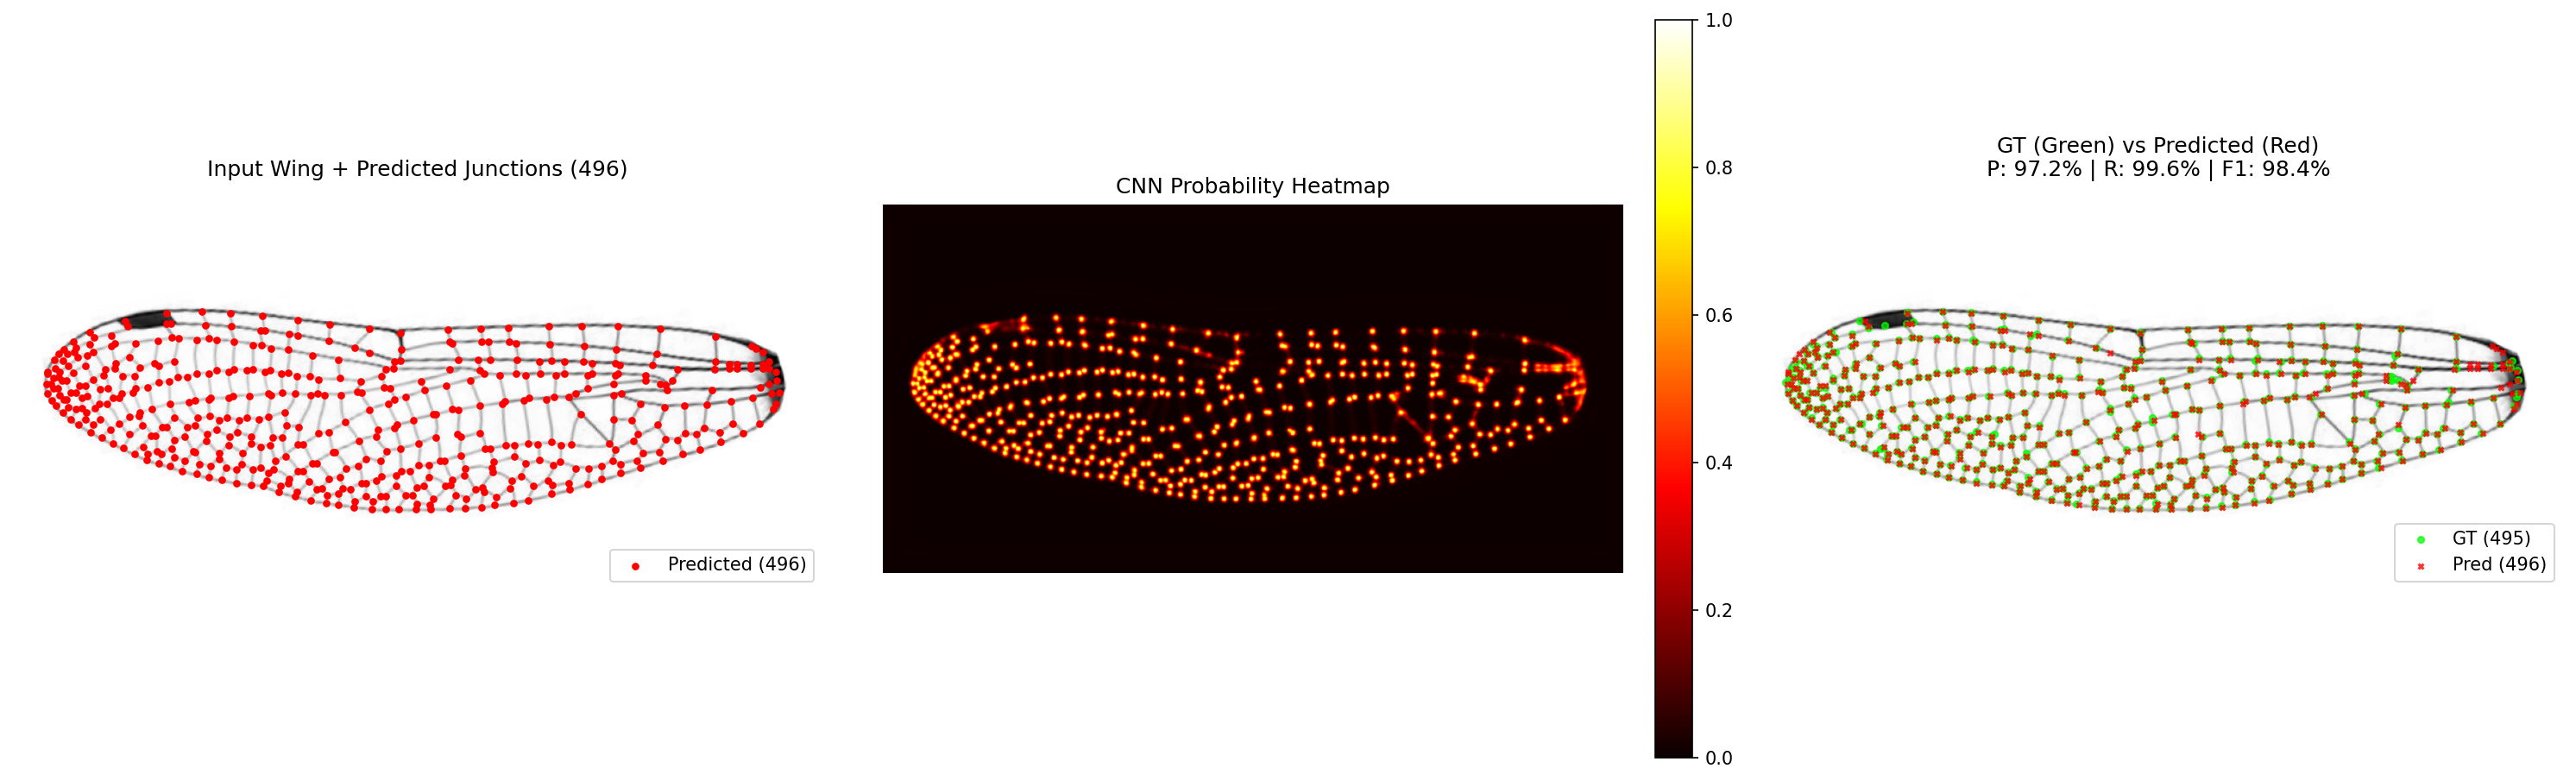 Input Wing + Predicted Junctions (496)
Predicted (496)
CNN Probability Heatmap
1.0
0.8
0.6
0.4
0.2
0.0
GT (Green) vs Predicted (Red)
P: 97.2% | R: 99.6% | F1: 98.4%
GT (495)
Pred (496)